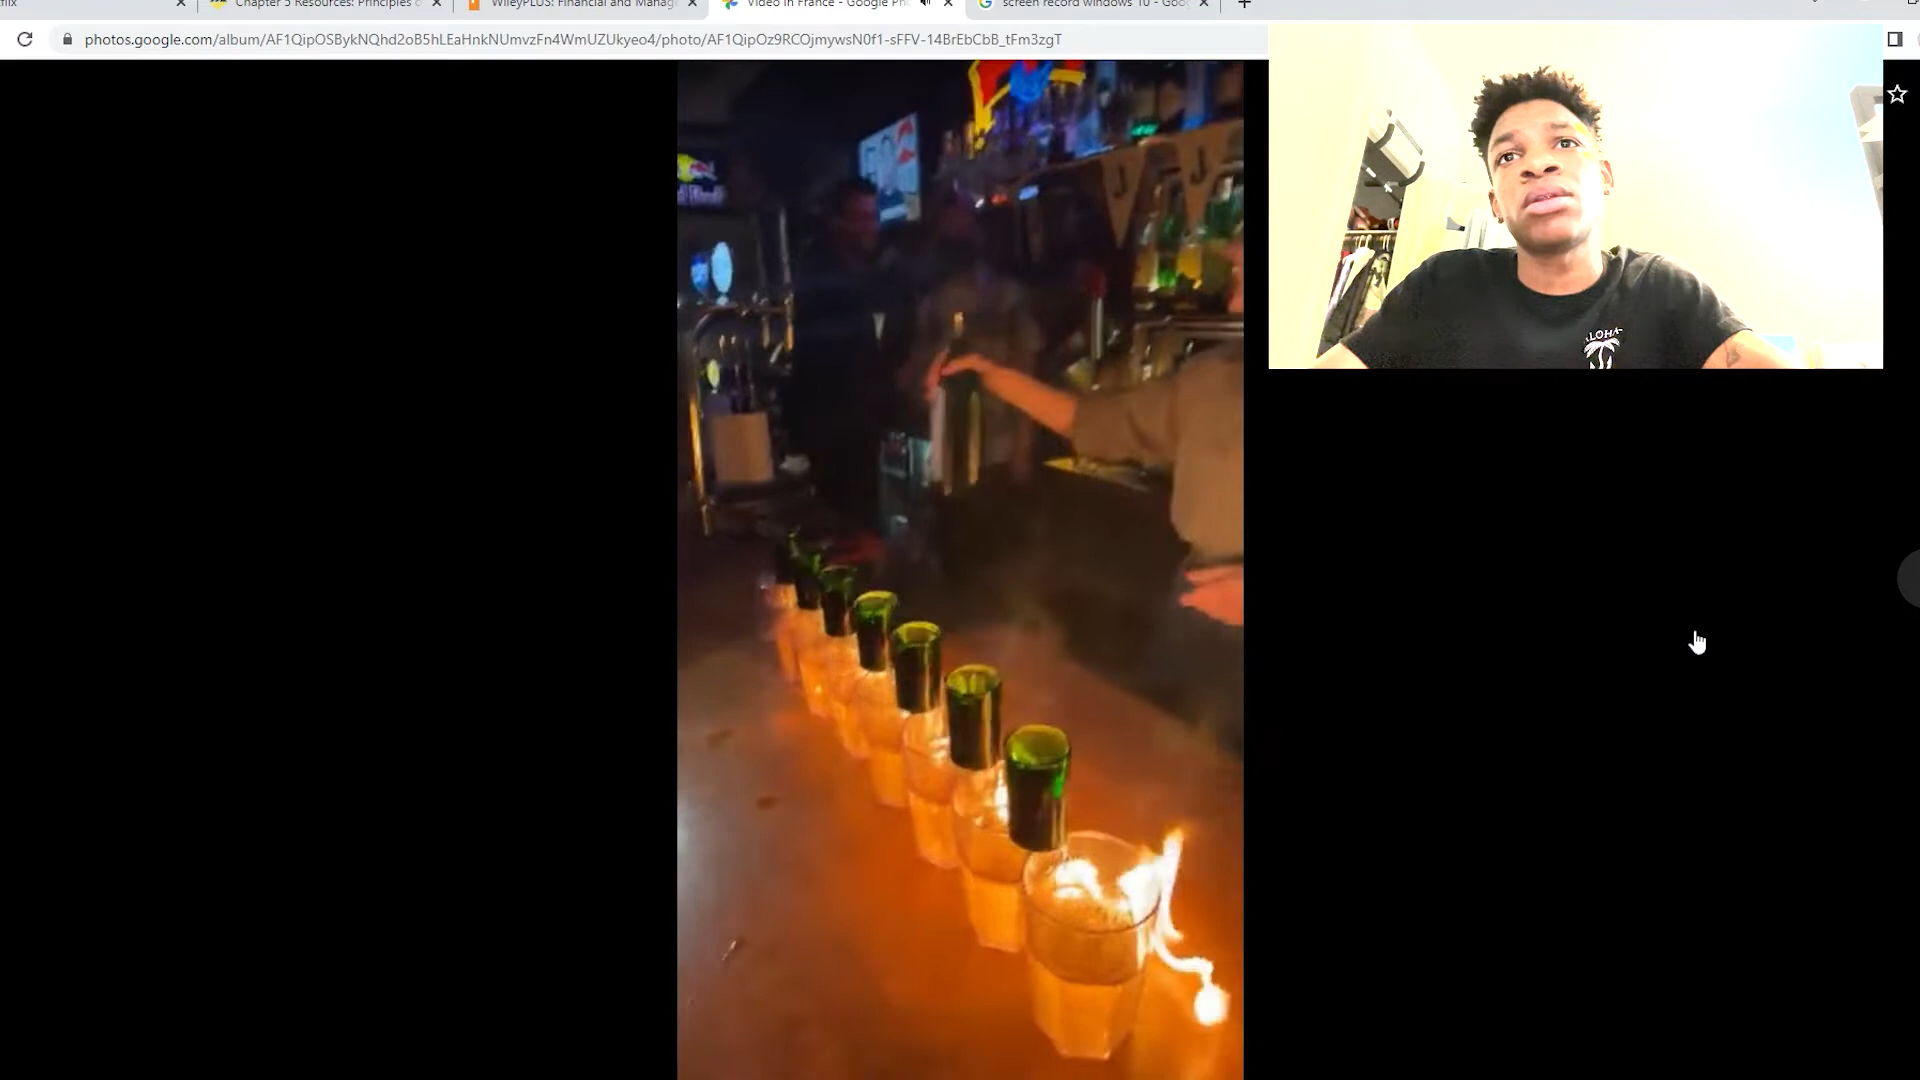 flix
Chapter 5 Resources: Principles o
WileyPLUS: Financial and Manag
Video in France - Google Ph
screen record windows 10 - Goo
photos.google.com/album/AF1QipOSBykNQhd2oB5hLEaHnkNUmvzFn4WmUZUkyeo4/photo/AF1QipOz9RCOjmywsN0f1-sFFV-14BrEbCbB_tFm3zgT
J
J
ALOHA